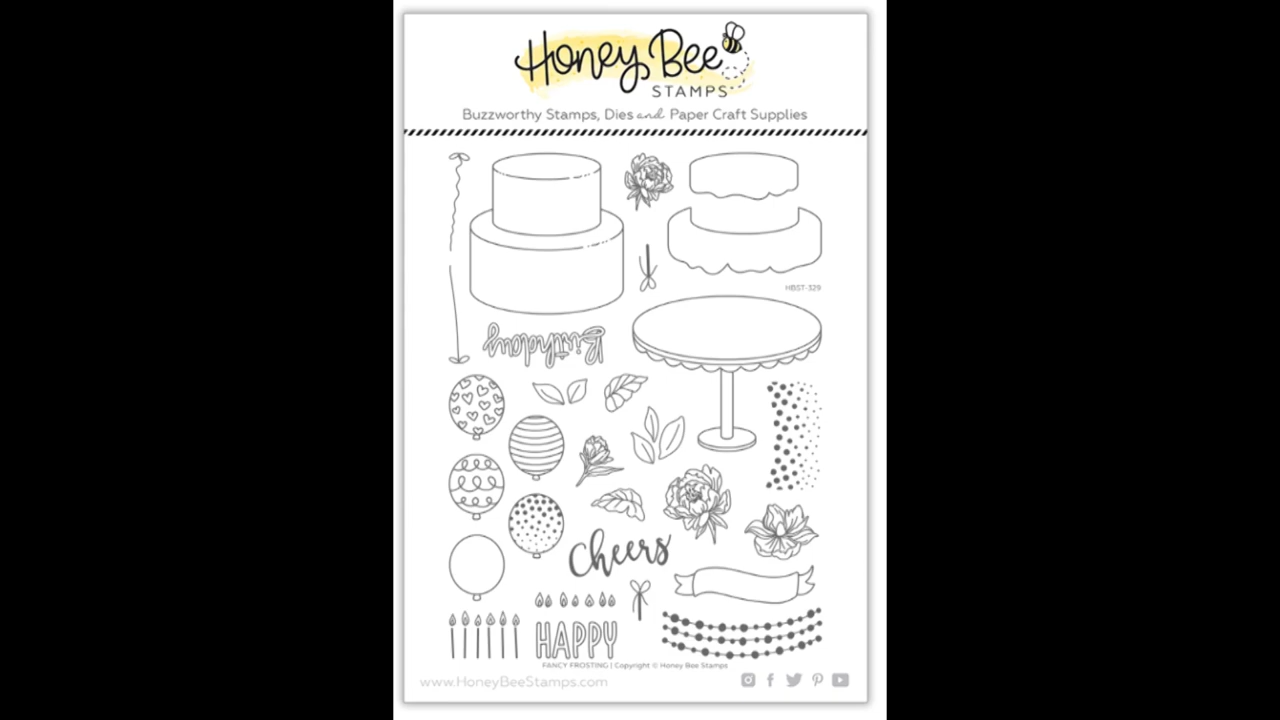 Honey Bee
STAMPS
Buzzworthy Stamps, Dies and Paper Craft Supplies
HBST-329
Birthday
Cheers
HAPPY
FANCY FROSTING | Copyright © Honey Bee Stamps
www.HoneyBeeStamps.com